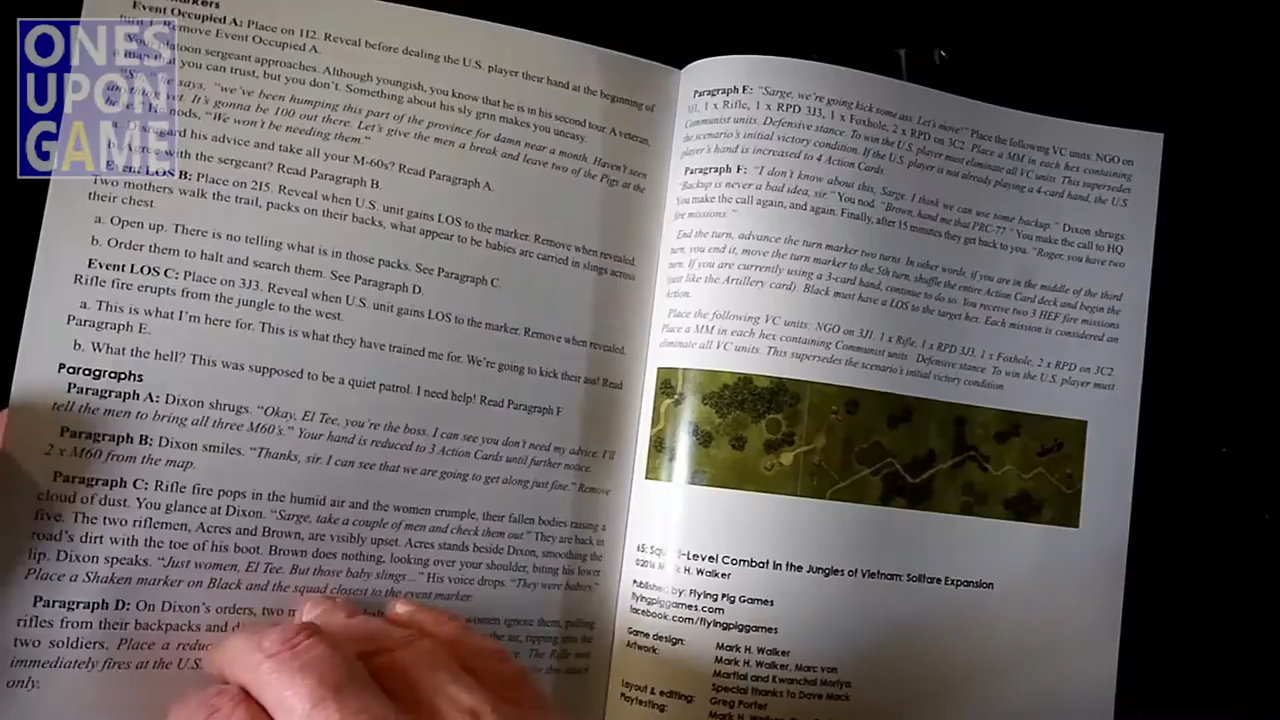 ONES
UPON
GAME
Event Occupied A: Place on 1I2. Reveal before dealing the U.S. player their hand at the beginning of
turn 1. Remove Event Occupied A.
platoon sergeant approaches. Although youngish, you know that he is in second tour. A veteran,
that you can trust, but you don't. Something about his sly grin makes you uneasy.
says, "we've been humping this part of the province for damn near a month. Haven't seen
yet. It's gonna be 100 out there. Let's give the men a break and leave two of the Pigs at the
He nods, "We won't be needing them."
a. Disregard his advice and take all your M-60s? Read Paragraph A.
b. Agree with the sergeant? Read Paragraph B.
Event LOS B: Place on 2I5. Reveal when U.S. unit gains LOS to the marker. Remove when revealed.
Two mothers walk the trail, packs on their backs, what appear to be babies are carried in slings across
their chest.
a. Open up. There is no telling what is in those packs. See Paragraph C.
b. Order them to halt and search them. See Paragraph D.
Event LOS C: Place on 3J3. Reveal when U.S. unit gains LOS to the marker. Remove when revealed.
Rifle fire erupts from the jungle to the west.
a. This is what I'm here for. This is what they have trained me for. We're going to kick their ass! Read
Paragraph E.
b. What the hell? This was supposed to be a quiet patrol. I need help! Read Paragraph F
Paragraphs
Paragraph A: Dixon shrugs. "Okay, El Tee, you're the boss. I can see you don't need my advice. I'll
tell the men to bring all three M60's." Your hand is reduced to 3 Action Cards until further notice.
Paragraph B: Dixon smiles. "Thanks, sir. I can see that we are going to get along just fine." Remove
2 x M60 from the map.
Paragraph C: Rifle fire pops in the humid air and the women crumple, their fallen bodies raising a
cloud of dust. You glance at Dixon. "Sarge, take a couple of men and check them out." They are back in
five. The two riflemen, Acres and Brown, are visibly upset. Acres stands beside Dixon, smoothing the
road's dirt with the toe of his boot. Brown does nothing, looking over your shoulder, biting his lower
lip. Dixon speaks. "Just women, El Tee. But those baby slings..." His voice drops. "They were babies."
Place a Shaken marker on Black and the squad closest to the event marker.
Paragraph D: On Dixon's orders, two women ignore them, pulling
rifles from their backpacks and the air, ripping into the
two soldiers. Place a The Rifle
immediately fires at the U.S. for this attack
only.
Paragraph E: "Sarge, we're going kick some ass. Let's move!" Place the following VC units: NGO on
3J1, 1 x Rifle, 1 x RPD 3J3, 1 x Foxhole, 2 x RPD on 3C2. Place a MM in each hex containing
Communist units. Defensive stance. To win the U.S. player must eliminate all VC units. This supersedes
the scenario's initial victory condition. If the U.S. player is not already playing a 4-card hand, the U.S
player's hand is increased to 4 Action Cards.
Paragraph F: "I don't know about this, Sarge. I think we can use some backup." Dixon shrugs.
"Backup is never a bad idea, sir." You nod. "Brown, hand me that PRC-77." You make the call to HQ
You make the call again, and again. Finally, after 15 minutes they get back to you. "Roger, you have two
fire missions."
End the turn, advance the turn marker two turns. In other words, if you are in the middle of the third
turn, you end it, move the turn marker to the 5th turn, shuffle the entire Action Card deck and begin the
turn. If you are currently using a 3-card hand, continue to do so. You receive two 3 HEF fire missions
(just like the Artillery card). Black must have a LOS to the target hex. Each mission is considered an
Action.
Place the following VC units: NGO on 3J1, 1 x Rifle, 1 x RPD 3J3, 1 x Foxhole, 2 x RPD on 3C2.
Place a MM in each hex containing Communist units. Defensive stance. To win the U.S. player must
eliminate all VC units. This supersedes the scenario's initial victory condition.
65: Squad-Level Combat in the Jungles of Vietnam: Solitare Expansion
©2016 Mark H. Walker
Published by: Flying Pig Games
flyingpiggames.com
facebook.com/flyingpiggames
Game design: Mark H. Walker
Artwork: Mark H. Walker, Marc von
Martial and Kwanchai Moriya.
Special thanks to Dave Mack
Layout & editing: Greg Porter
Playtesting: Mark H.